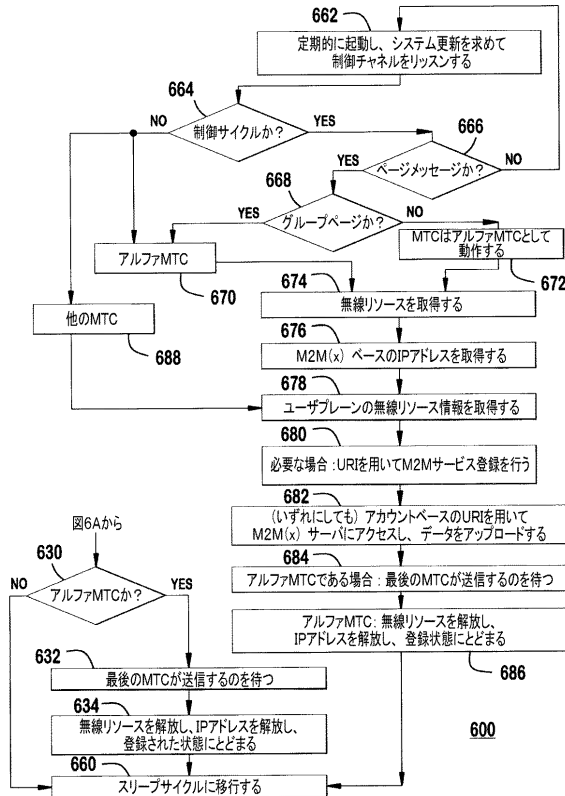 662
定期的に起動し、システム更新を求めて
制御チャネルをリッスンする
664
NO
制御サイクルか？
YES
666
YES
ページメッセージか？
NO
668
YES
グループページか？
NO
アルファMTC
670
MTCはアルファMTCとして
動作する
672
674
無線リソースを取得する
他のMTC
688
676
M2M(x) ベースのIPアドレスを取得する
678
ユーザプレーンの無線リソース情報を取得する
680
必要な場合：URIを用いてM2Mサービス登録を行う
682
(いずれにしても) アカウントベースのURIを用いて
M2M(x) サーバにアクセスし、データをアップロードする
図6Aから
684
アルファMTCである場合：最後のMTCが送信するのを待つ
630
NO
アルファMTCか？
YES
アルファMTC：無線リソースを解放し、
IPアドレスを解放し、登録状態にとどまる
686
632
最後のMTCが送信するのを待つ
634
無線リソースを解放し、IPアドレスを解放し、
登録された状態にとどまる
600
660
スリープサイクルに移行する